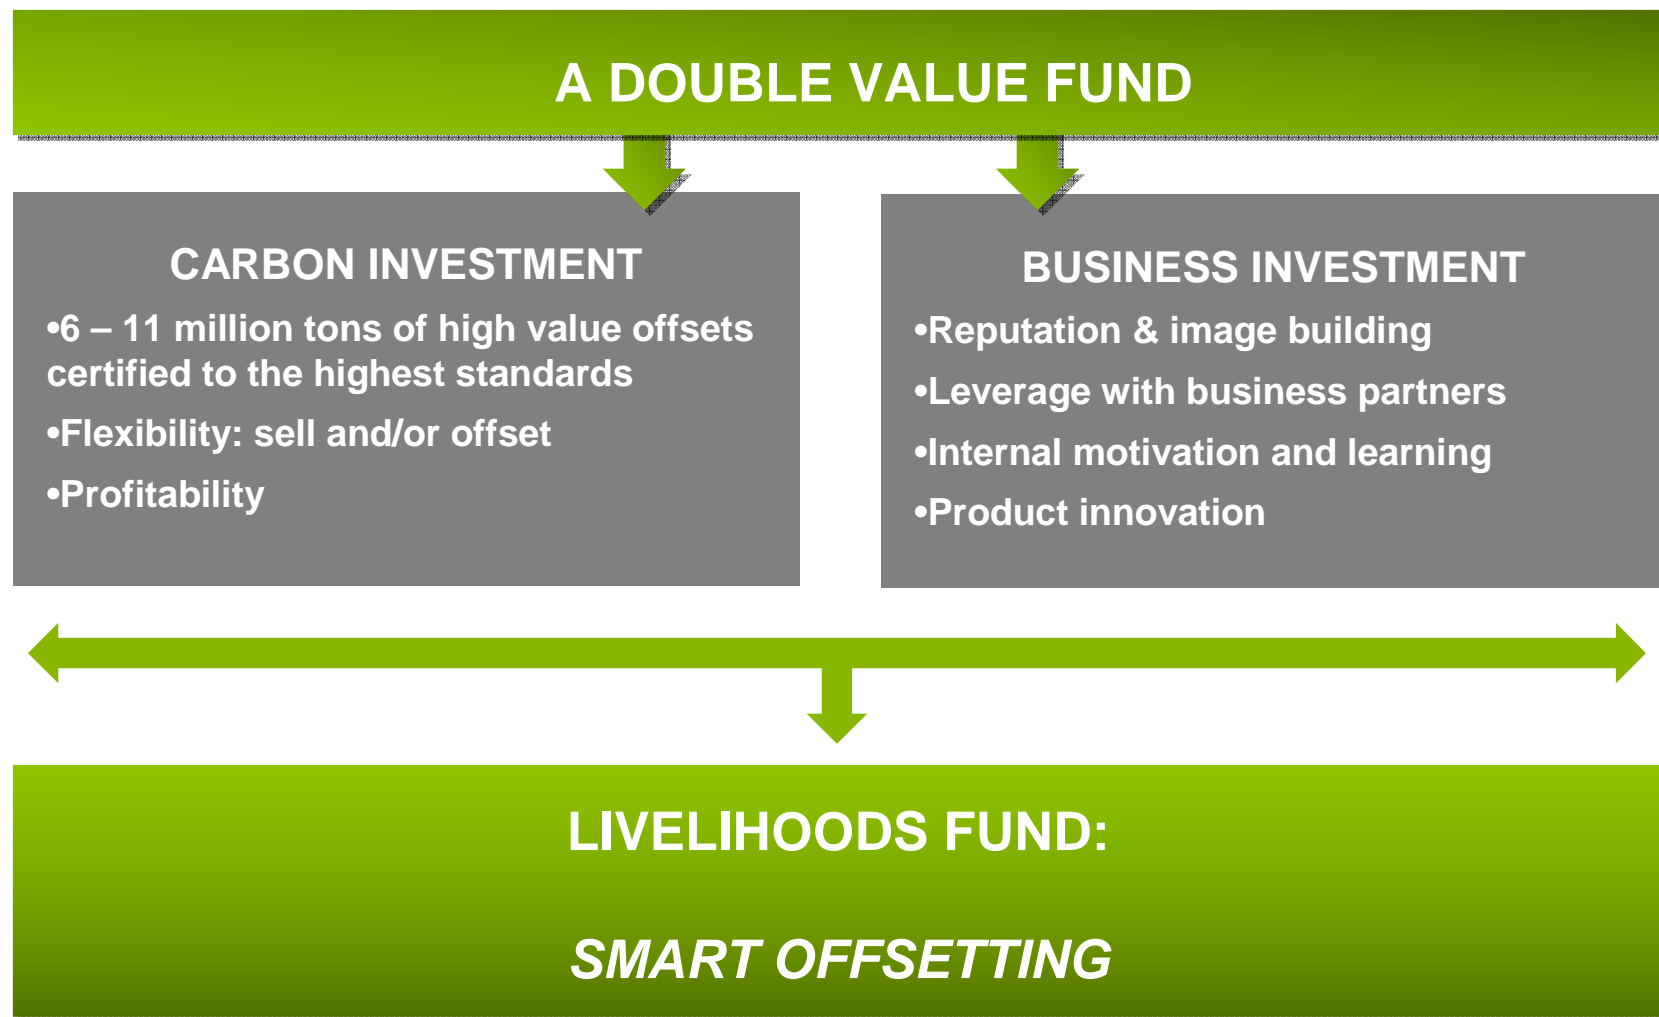 A DOUBLE VALUE FUND
CARBON INVESTMENT
•6 – 11 million tons of high value offsets
certified to the highest standards
•Flexibility: sell and/or offset
•Profitability
BUSINESS INVESTMENT
•Reputation & image building
•Leverage with business partners
•Internal motivation and learning
•Product innovation
LIVELIHOODS FUND:
SMART OFFSETTING